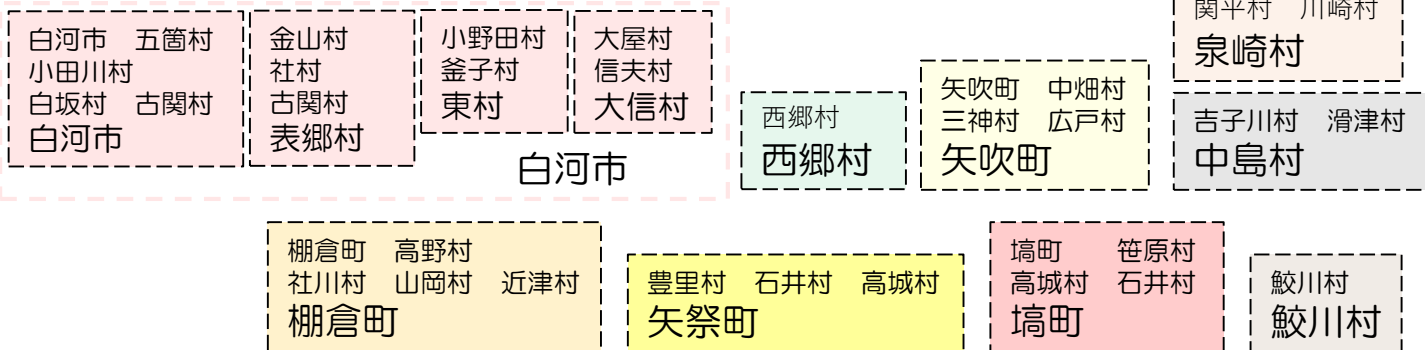 白河市 五箇村
小田川村
白坂村 古関村
白河市
金山村
社村
古関村
表郷村
小野田村
釜子村
東村
大屋村
信夫村
大信村
白河市
西郷村
西郷村
矢吹町 中畑村
三神村 広戸村
矢吹町
関平村 川崎村
泉崎村
吉子川村 滑津村
中島村
棚倉町 高野村
社川村 山岡村 近津村
棚倉町
豊里村 石井村 高城村
矢祭町
塙町 笹原村
高城村 石井村
塙町
鮫川村
鮫川村